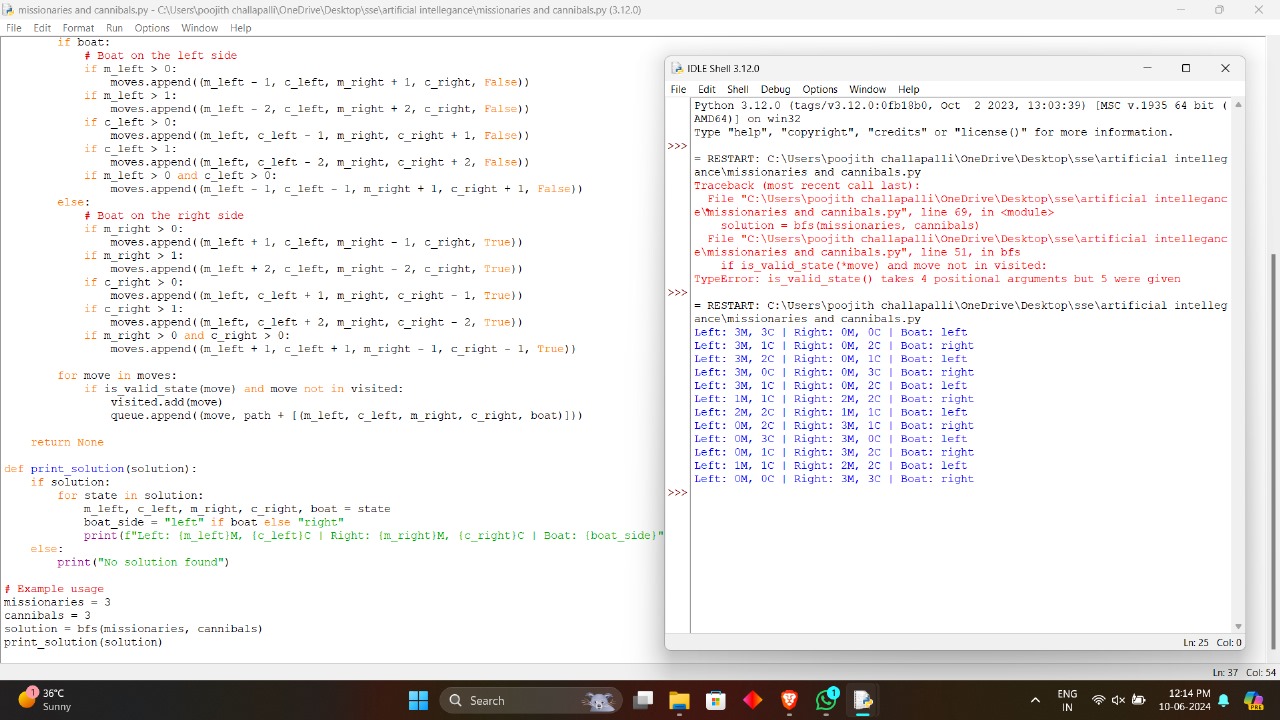 missionaries and cannibals.py - C:\Users\poojith challapalli\OneDrive\Desktop\sse\artificial intellegance\missionaries and cannibals.py (3.12.0)
File Edit Format Run Options Window Help
if boat:
# Boat on the left side
if m_left > 0:
moves.append((m_left - 1, c_left, m_right + 1, c_right, False))
if m_left > 1:
moves.append((m_left - 2, c_left, m_right + 2, c_right, False))
if c_left > 0:
moves.append((m_left, c_left - 1, m_right, c_right + 1, False))
if c_left > 1:
moves.append((m_left, c_left - 2, m_right, c_right + 2, False))
if m_left > 0 and c_left > 0:
moves.append((m_left - 1, c_left - 1, m_right + 1, c_right + 1, False))
else:
# Boat on the right side
if m_right > 0:
moves.append((m_left + 1, c_left, m_right - 1, c_right, True))
if m_right > 1:
moves.append((m_left + 2, c_left, m_right - 2, c_right, True))
if c_right > 0:
moves.append((m_left, c_left + 1, m_right, c_right - 1, True))
if c_right > 1:
moves.append((m_left, c_left + 2, m_right, c_right - 2, True))
if m_right > 0 and c_right > 0:
moves.append((m_left + 1, c_left + 1, m_right - 1, c_right - 1, True))
for move in moves:
if is_valid_state(move) and move not in visited:
visited.add(move)
queue.append((move, path + [(m_left, c_left, m_right, c_right, boat)]))
return None
def print_solution(solution):
if solution:
for state in solution:
m_left, c_left, m_right, c_right, boat = state
boat_side = "left" if boat else "right"
print(f"Left: {m_left}M, {c_left}C | Right: {m_right}M, {c_right}C | Boat: {boat_side}"
else:
print("No solution found")
# Example usage
missionaries = 3
cannibals = 3
solution = bfs(missionaries, cannibals)
print_solution(solution)
Ln: 37 Col: 54
IDLE Shell 3.12.0
File Edit Shell Debug Options Window Help
Python 3.12.0 (tags/v3.12.0:0fb18b0, Oct  2 2023, 13:03:39) [MSC v.1935 64 bit (
AMD64)] on win32
Type "help", "copyright", "credits" or "license()" for more information.
>>>
= RESTART: C:\Users\poojith challapalli\OneDrive\Desktop\sse\artificial intelleg
ance\missionaries and cannibals.py
Traceback (most recent call last):
File "C:\Users\poojith challapalli\OneDrive\Desktop\sse\artificial intelleganc
e\missionaries and cannibals.py", line 69, in <module>
solution = bfs(missionaries, cannibals)
File "C:\Users\poojith challapalli\OneDrive\Desktop\sse\artificial intelleganc
e\missionaries and cannibals.py", line 51, in bfs
if is_valid_state(*move) and move not in visited:
TypeError: is_valid_state() takes 4 positional arguments but 5 were given
>>>
= RESTART: C:\Users\poojith challapalli\OneDrive\Desktop\sse\artificial intelleg
ance\missionaries and cannibals.py
Left: 3M, 3C | Right: 0M, 0C | Boat: left
Left: 3M, 1C | Right: 0M, 2C | Boat: right
Left: 3M, 2C | Right: 0M, 1C | Boat: left
Left: 3M, 0C | Right: 0M, 3C | Boat: right
Left: 3M, 1C | Right: 0M, 2C | Boat: left
Left: 1M, 1C | Right: 2M, 2C | Boat: right
Left: 2M, 2C | Right: 1M, 1C | Boat: left
Left: 0M, 2C | Right: 3M, 1C | Boat: right
Left: 0M, 3C | Right: 3M, 0C | Boat: left
Left: 0M, 1C | Right: 3M, 2C | Boat: right
Left: 1M, 1C | Right: 2M, 2C | Boat: left
Left: 0M, 0C | Right: 3M, 3C | Boat: right
>>>
Ln: 25 Col: 0
1
36°C
Sunny
Search
1
ENG
IN
12:14 PM
10-06-2024
PRE